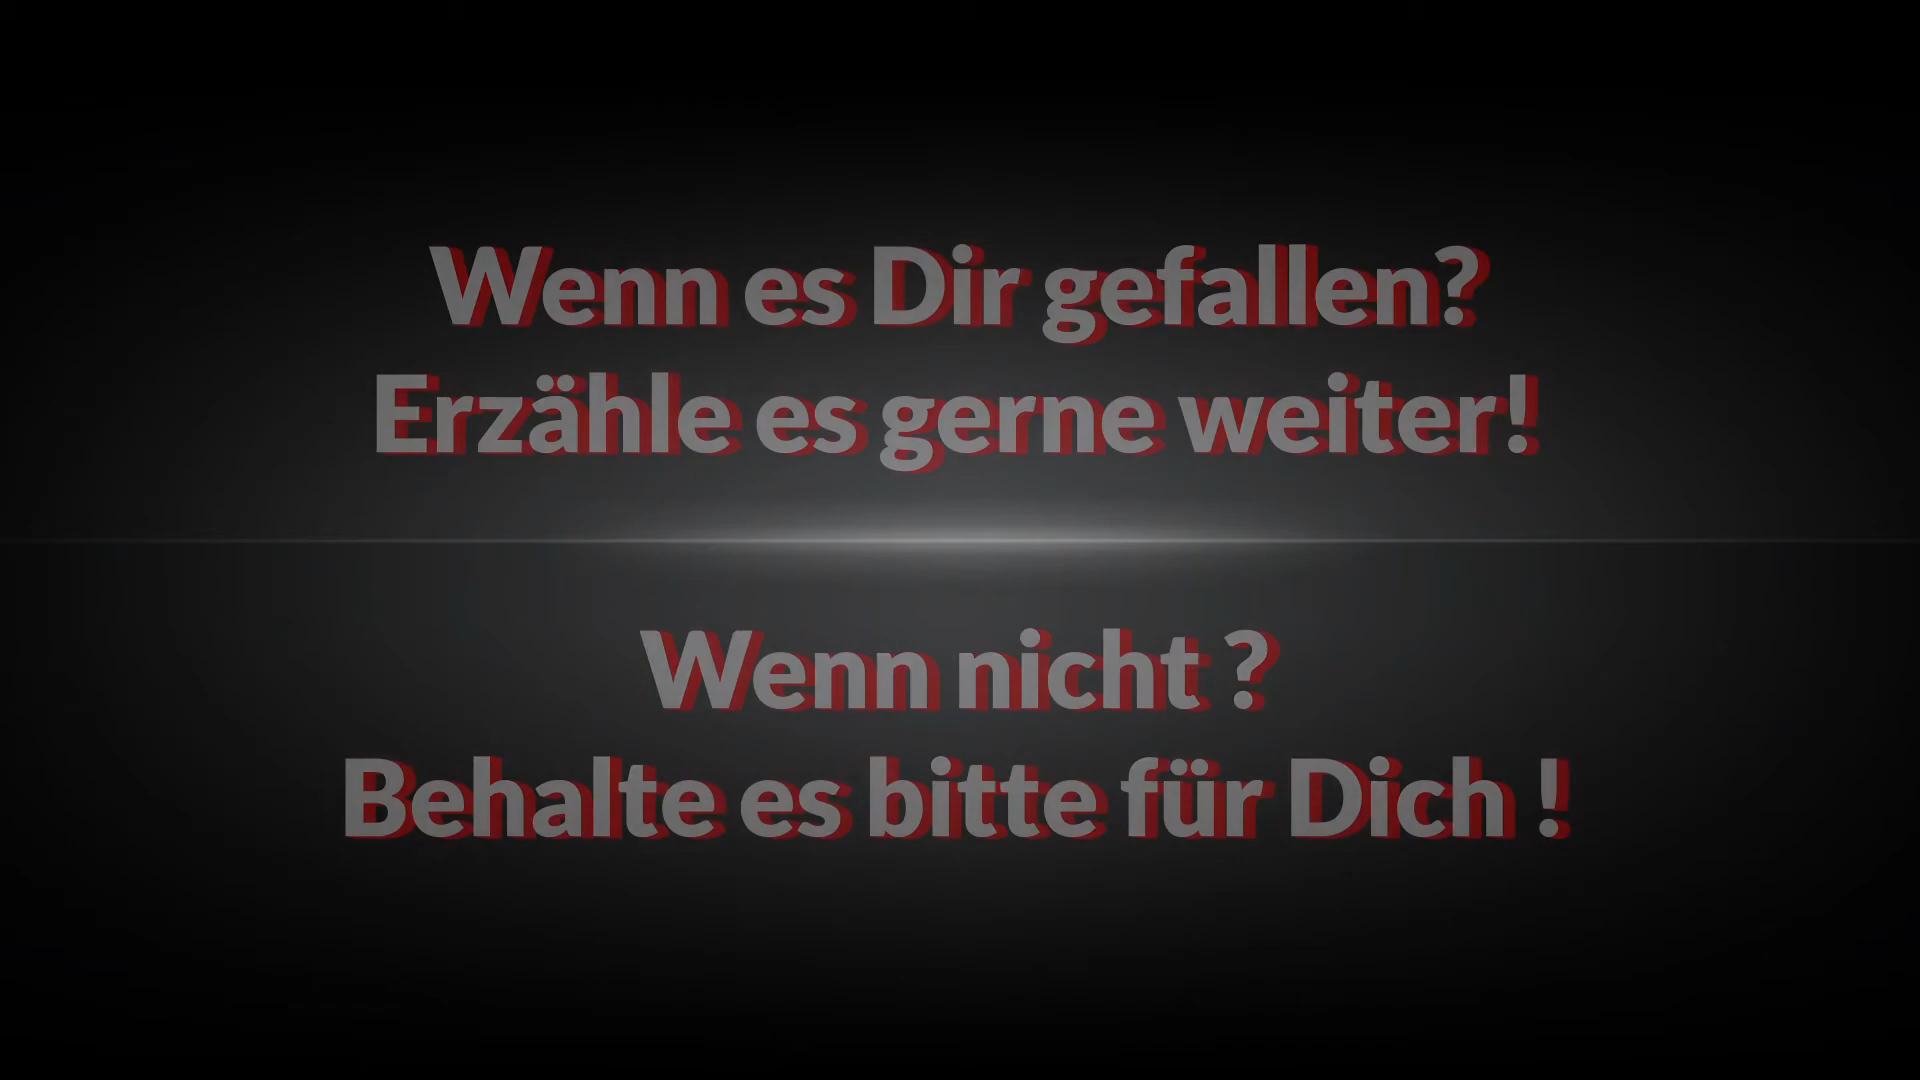 Wenn es Dir gefallen?
Erzähle es gerne weiter!
Wenn nicht ?
Behalte es bitte für Dich !